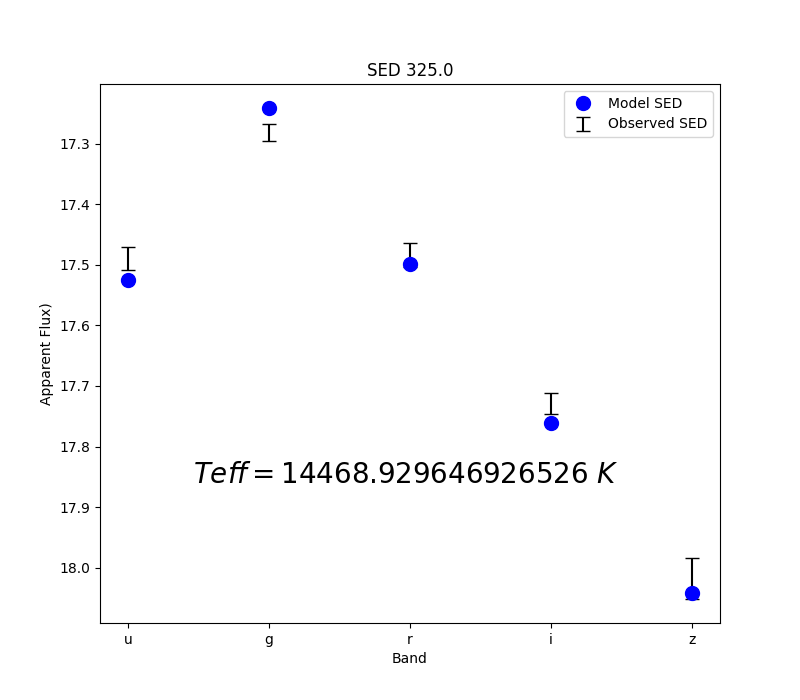 SED 325.0
Model SED
Observed SED
17.3
17.4
17.5
17.6
17.7
17.8
17.9
18.0
Apparent Flux)
Teff = 14468.929646926526 K
u g r i z
Band